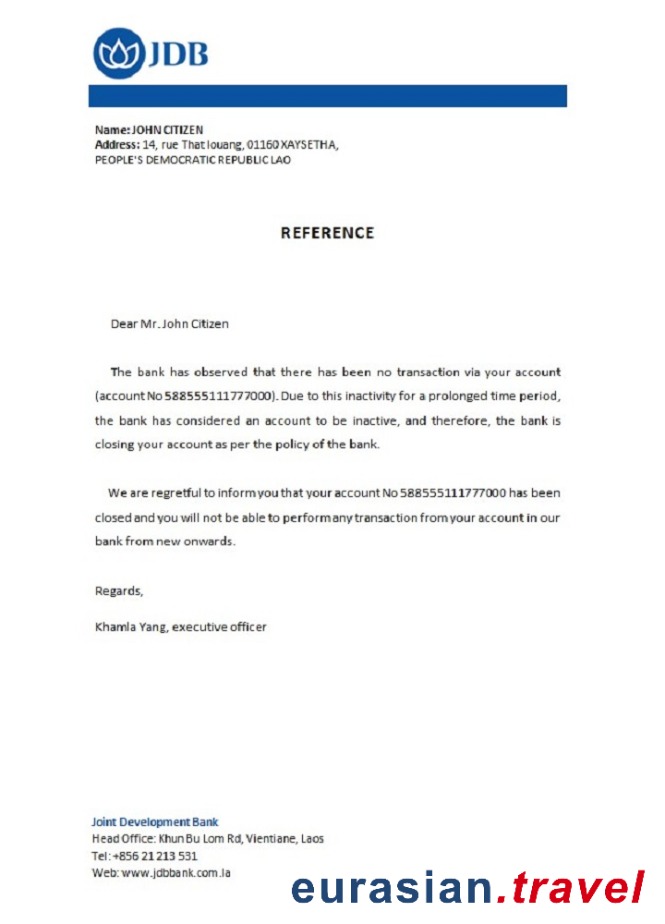 JDB
Name: JOHN CITIZEN
Address: 14, rue That louang, 01160 XAYSETHA,
PEOPLE'S DEMOCRATIC REPUBLIC LAO
REFERENCE
Dear Mr. John Citizen
The bank has observed that there has been no transaction via your account
(account No 588555111777000). Due to this inactivity for a prolonged time period,
the bank has considered an account to be inactive, and therefore, the bank is
closing your account as per the policy of the bank.
We are regretful to inform you that your account No 588555111777000 has been
closed and you will not be able to perform any transaction from your account in our
bank from new onwards.
Regards,
Khamla Yang, executive officer
Joint Development Bank
Head Office: Khun Bu Lom Rd, Vientiane, Laos
Tel: +856 21 213 531
Web: www.jdbbank.com.la
eurasian.travel